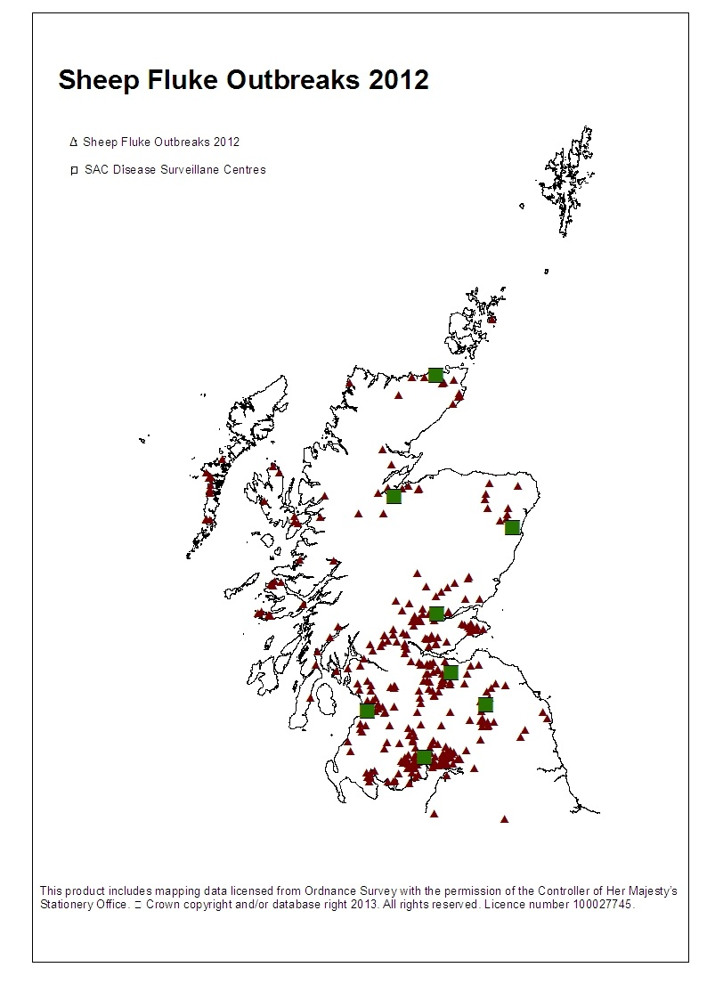 Sheep Fluke Outbreaks 2012
Sheep Fluke Outbreaks 2012
SAC Disease Surveillane Centres
This product includes mapping data licensed from Ordnance Survey with the permission of the Controller of Her Majesty's
Stationery Office. Crown copyright and/or database right 2013. All rights reserved. Licence number 100027745.